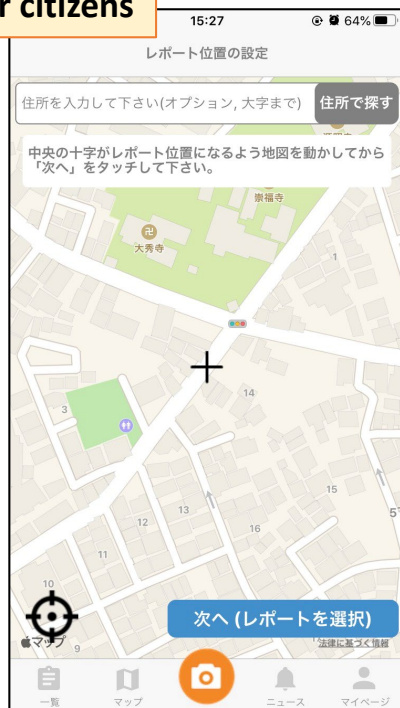 r citizens
15:27
64%
レポート位置の設定
住所を入力して下さい(オプション, 大字まで)
住所で探す
中央の十字がレポート位置になるよう地図を動かしてから
「次へ」をタッチして下さい。
崇福寺
卍
大秀寺
1
14
3
15
5
13
12
16
11
10
次へ (レポートを選択)
マップ
9
法律に基づく情報
一覧
マップ
ニュース
マイページ